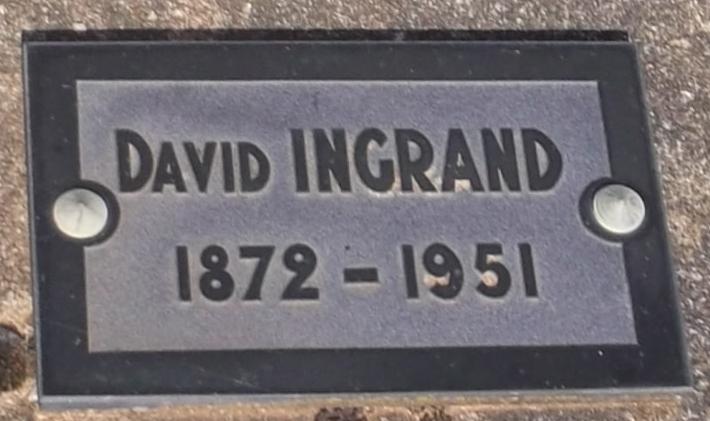 DAVID INGRAND
1872 - 1951